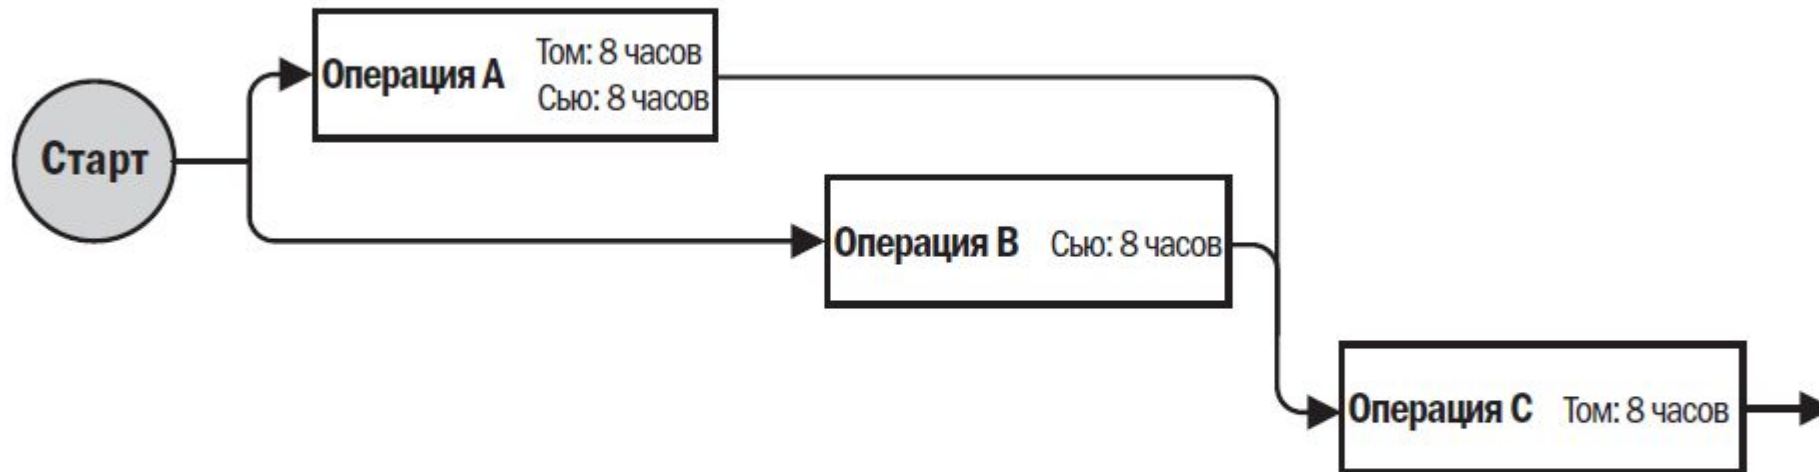 Старт
Операция A
Том: 8 часов
Сью: 8 часов
Операция B Сью: 8 часов
Операция C Том: 8 часов